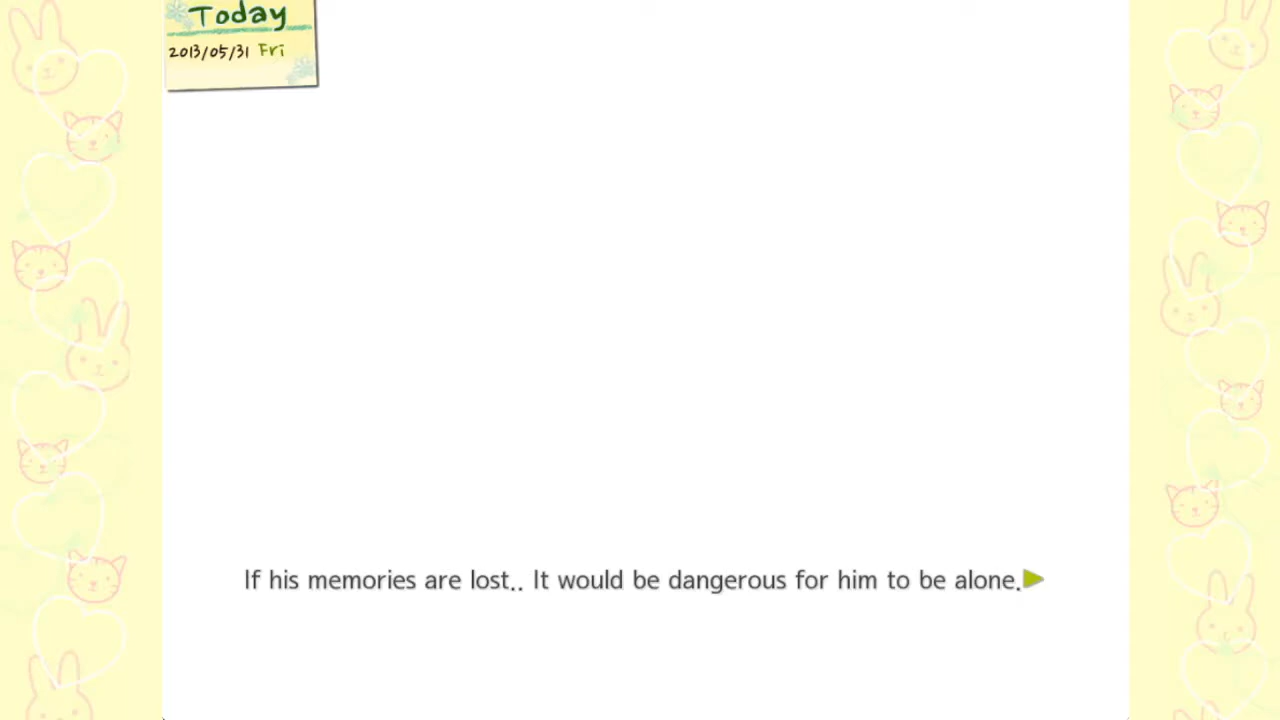 Today
2013/05/31 Fri
If his memories are lost.. It would be dangerous for him to be alone.